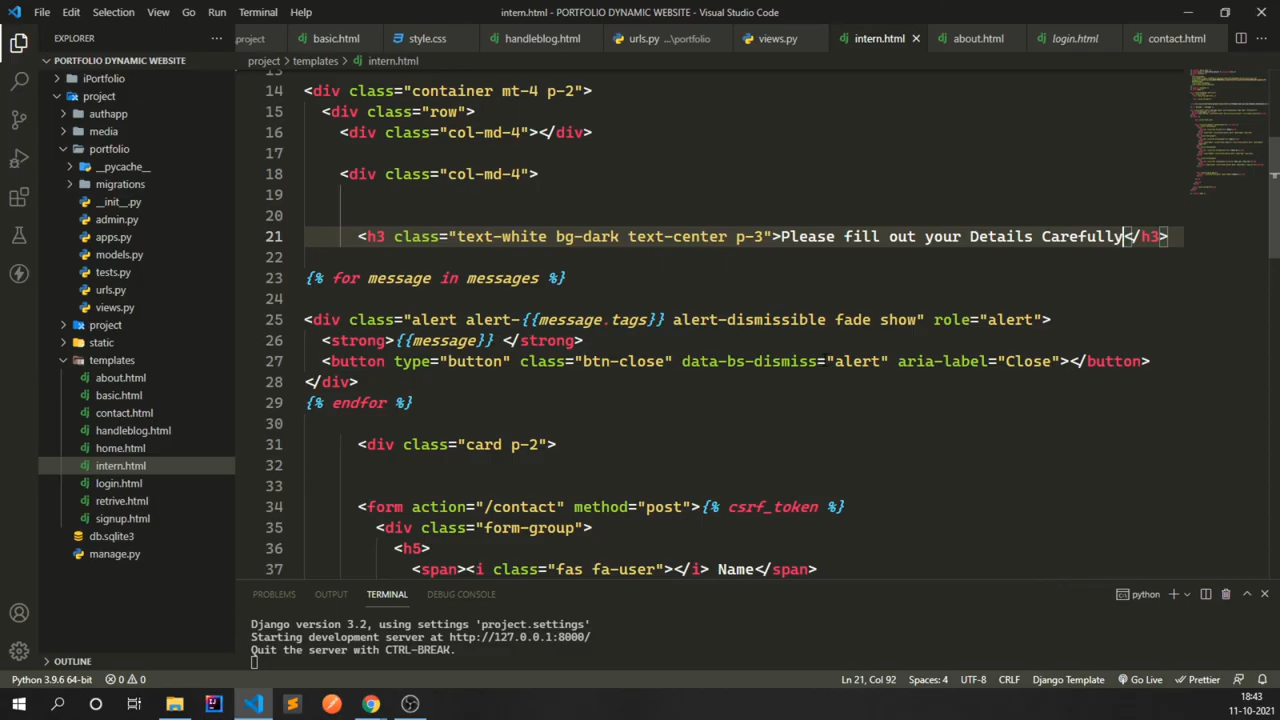 File Edit Selection View Go Run Terminal Help
intern.html - PORTFOLIO DYNAMIC WEBSITE - Visual Studio Code
EXPLORER
project
basic.html
style.css
handleblog.html
urls.py ...\portfolio
views.py
intern.html
about.html
login.html
contact.html
PORTFOLIO DYNAMIC WEBSITE
iPortfolio
project
authapp
media
portfolio
__pycache__
migrations
__init__.py
admin.py
apps.py
models.py
tests.py
urls.py
views.py
project
static
templates
about.html
basic.html
contact.html
handleblog.html
home.html
intern.html
login.html
retrive.html
signup.html
db.sqlite3
manage.py
OUTLINE
project > templates > intern.html
13
14 <div class="container mt-4 p-2">
15 <div class="row">
16 <div class="col-md-4"></div>
17
18 <div class="col-md-4">
19
20
21 <h3 class="text-white bg-dark text-center p-3">Please fill out your Details Carefully</h3>
22
23 {% for message in messages %}
24
25 <div class="alert alert-{{message.tags}} alert-dismissible fade show" role="alert">
26 <strong>{{message}} </strong>
27 <button type="button" class="btn-close" data-bs-dismiss="alert" aria-label="Close"></button>
28 </div>
29 {% endfor %}
30
31 <div class="card p-2">
32
33
34 <form action="/contact" method="post">{% csrf_token %}
35 <div class="form-group">
36 <h5>
37 <span><i class="fas fa-user"></i> Name</span>
PROBLEMS OUTPUT TERMINAL DEBUG CONSOLE
python
Django version 3.2, using settings 'project.settings'
Starting development server at http://127.0.0.1:8000/
Quit the server with CTRL-BREAK.
Python 3.9.6 64-bit 0 0 Ln 21, Col 92 Spaces: 4 UTF-8 CRLF Django Template Go Live Prettier
18:43
11-10-2021